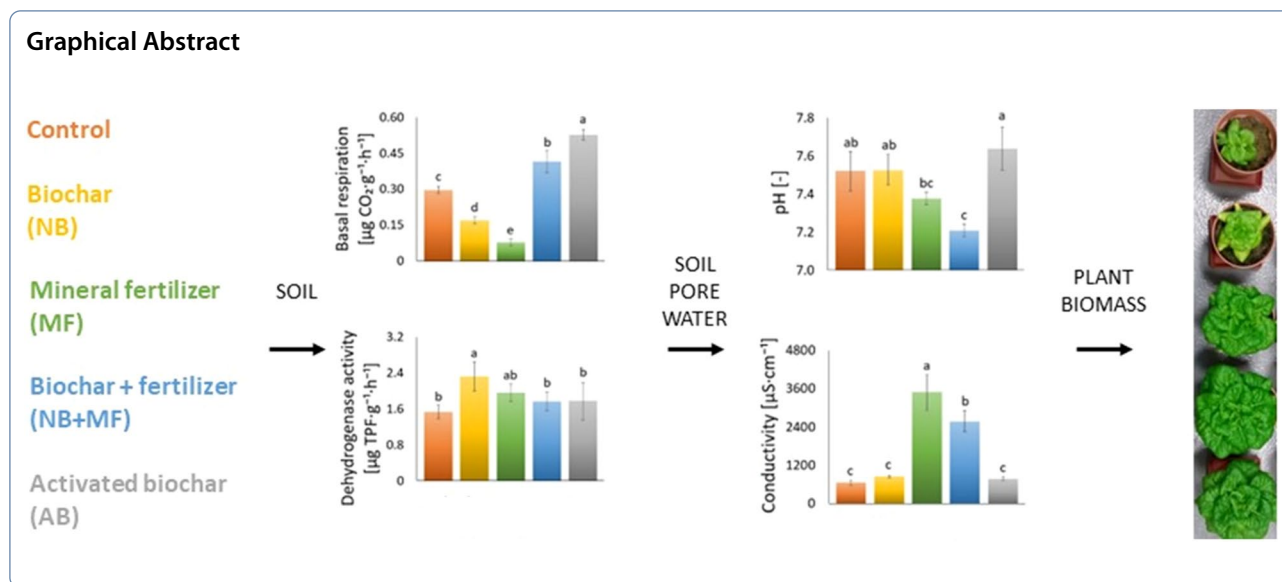 Graphical Abstract
Control
Biochar
(NB)
Mineral fertilizer
(MF)
Biochar + fertilizer
(NB+MF)
Activated biochar
(AB)
SOIL
Basal respiration
[µg CO₂·g⁻¹·h⁻¹]
0.60
0.45
0.30
0.15
0
c
d
e
b
a
Dehydrogenase activity
[µg TPF·g⁻¹·h⁻¹]
3.2
2.4
1.6
0.8
0
b
a
ab
b
b
SOIL
PORE
WATER
pH [-]
7.8
7.6
7.4
7.2
7.0
ab
ab
bc
c
a
Conductivity [µS·cm⁻¹]
4800
3600
2400
1200
0
c
c
a
b
c
PLANT
BIOMASS